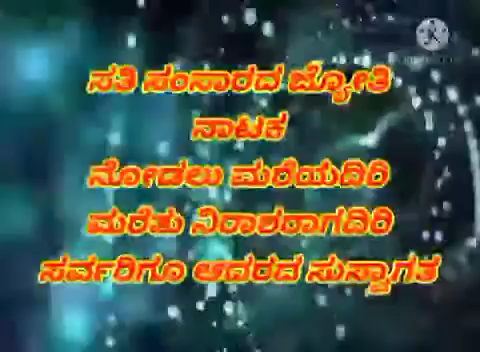 ಸತಿ ಸಂಸಾರದ ಜ್ಯೋತಿ
ನಾಟಕ
ನೋಡಲು ಮರೆಯದಿರಿ
ಮರೆತು ನಿರಾಶರಾಗದಿರಿ
ಸರ್ವರಿಗೂ ಆದರದ ಸುಸ್ವಾಗತ